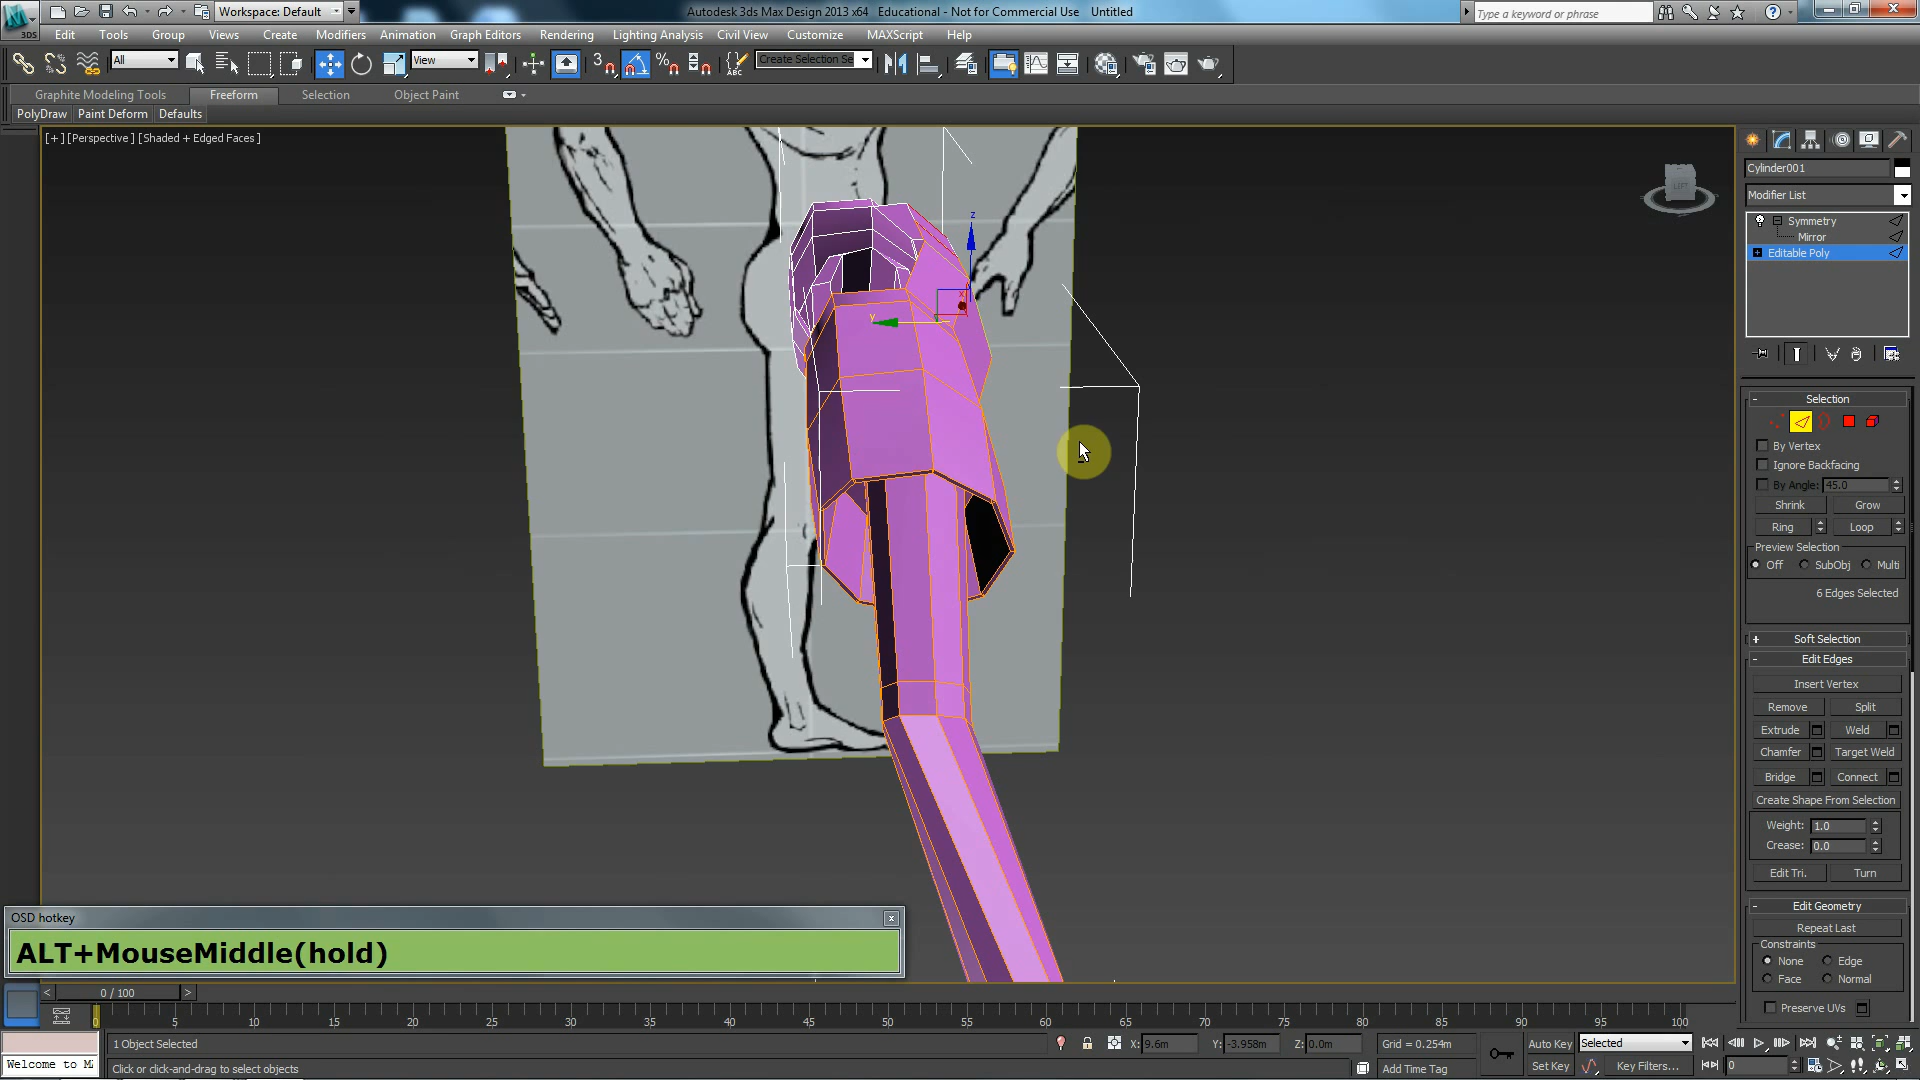 Workspace: Default
Autodesk 3ds Max Design 2013 x64   Educational - Not for Commercial Use   Untitled
Type a keyword or phrase
3DS
Edit Tools Group Views Create Modifiers Animation Graph Editors Rendering Lighting Analysis Civil View Customize MAXScript Help
All
View
3
Create Selection Se
Graphite Modeling Tools Freeform Selection Object Paint
PolyDraw Paint Deform Defaults
[ + ] [Perspective ] [Shaded + Edged Faces ]
LEFT
z
x
y
Cylinder001
Modifier List
Symmetry
Mirror
Editable Poly
- Selection
By Vertex
Ignore Backfacing
By Angle: 45.0
Shrink Grow
Ring Loop
Preview Selection
Off SubObj Multi
6 Edges Selected
+ Soft Selection
- Edit Edges
Insert Vertex
Remove Split
Extrude Weld
Chamfer Target Weld
Bridge Connect
Create Shape From Selection
Weight: 1.0
Crease: 0.0
Edit Tri. Turn
- Edit Geometry
Repeat Last
Constraints
None Edge
Face Normal
Preserve UVs
OSD hotkey
x
ALT+MouseMiddle(hold)
< 0 / 100 >
0 5 10 15 20 25 30 35 40 45 50 55 60 65 70 75 80 85 90 95 100
1 Object Selected
X: 9.6m Y: -3.958m Z: 0.0m Grid = 0.254m
Auto Key Selected
Welcome to M
Click or click-and-drag to select objects
Add Time Tag
Set Key Key Filters... 0